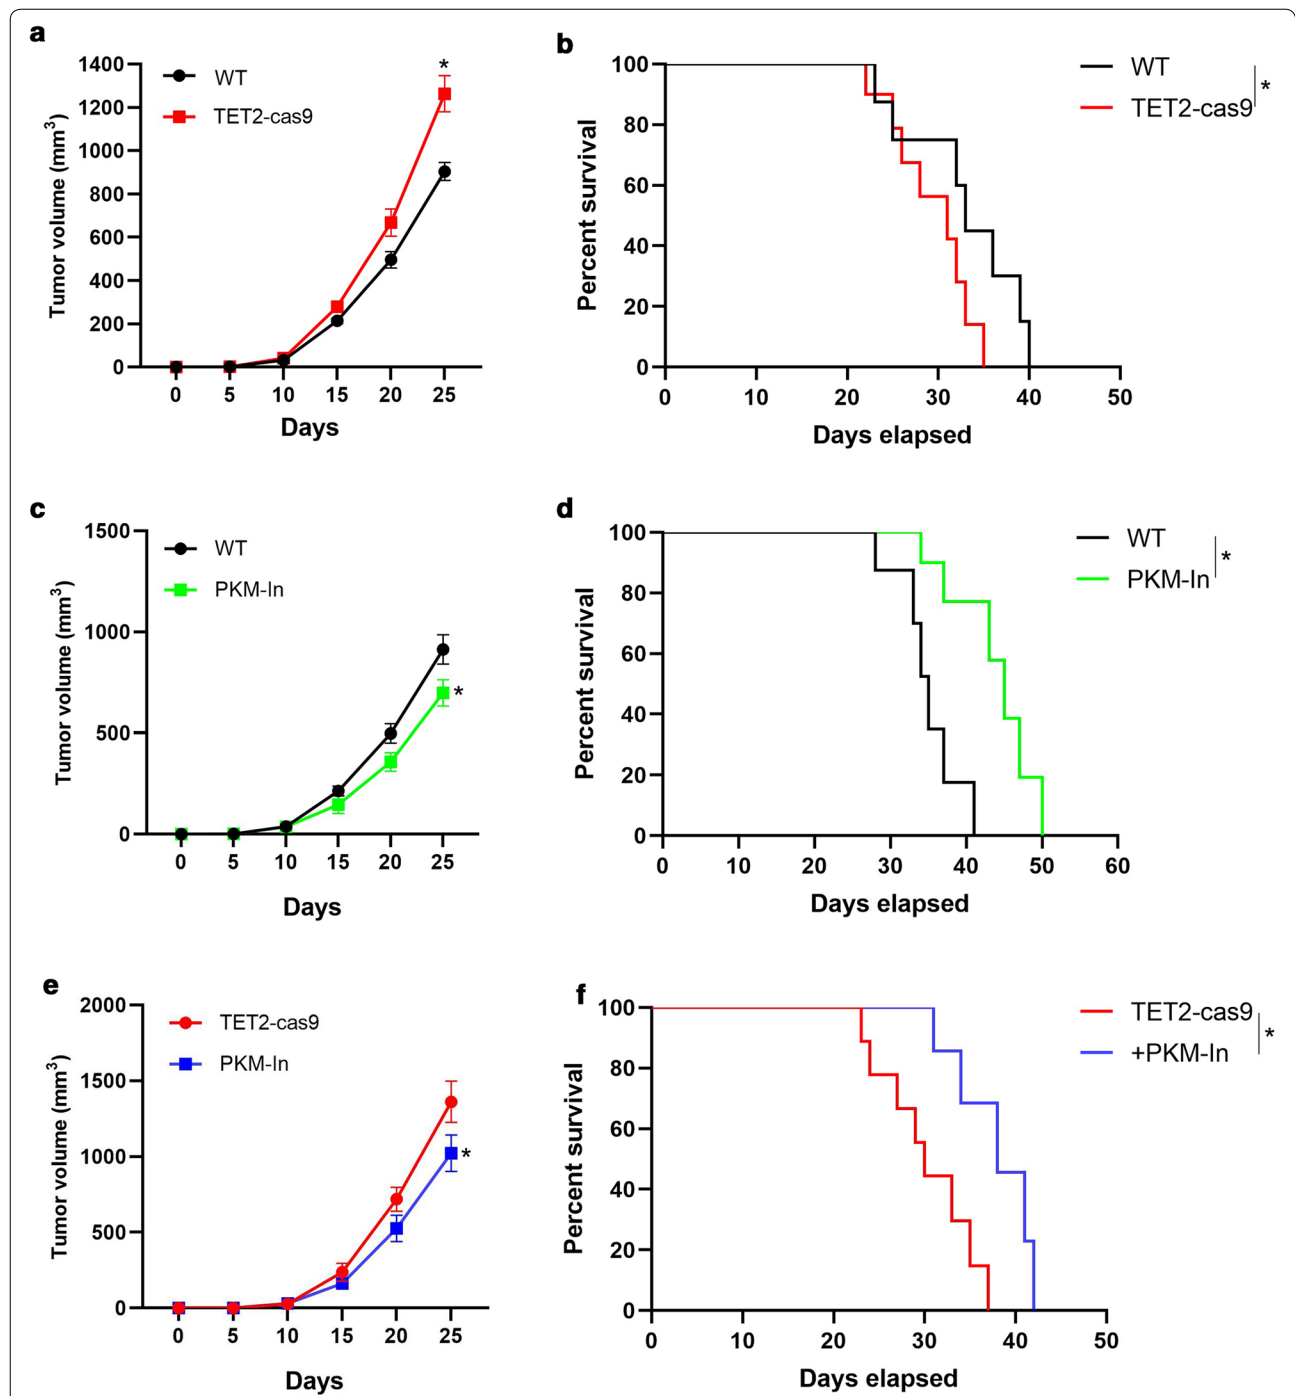 a
1400
1200
1000
800
600
400
200
0
Tumor volume (mm3)
WT
TET2-cas9
*
0 5 10 15 20 25
Days
b
100
80
60
40
20
0
Percent survival
WT
TET2-cas9
*
0 10 20 30 40 50
Days elapsed
c
1500
1000
500
0
Tumor volume (mm3)
WT
PKM-In
*
0 5 10 15 20 25
Days
d
100
80
60
40
20
0
Percent survival
WT
PKM-In
*
0 10 20 30 40 50 60
Days elapsed
e
2000
1500
1000
500
0
Tumor volume (mm3)
TET2-cas9
PKM-In
*
0 5 10 15 20 25
Days
f
100
80
60
40
20
0
Percent survival
TET2-cas9
+PKM-In
*
0 10 20 30 40 50
Days elapsed